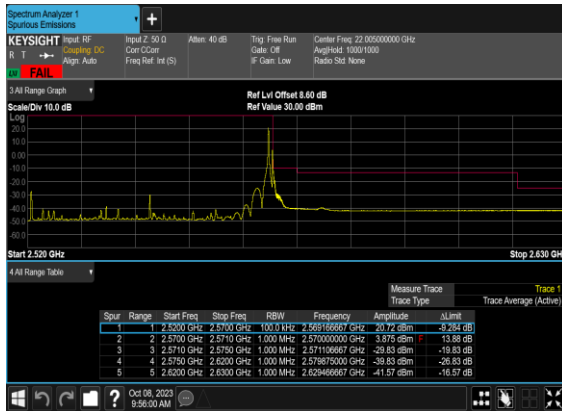 Spectrum Analyzer 1
Spurious Emissions
KEYSIGHT
R T
LXI
FAIL
Input: RF
Coupling: DC
Align: Auto
Input Z: 50 Ω
Corr CCorr
Freq Ref: Int (S)
Atten: 40 dB
Trig: Free Run
Gate: Off
IF Gain: Low
Center Freq: 22.005000000 GHz
Avg|Hold: 1000/1000
Radio Std: None
3 All Range Graph
Scale/Div 10.0 dB
Ref Lvl Offset 8.60 dB
Ref Value 30.00 dBm
Log
20.0
10.0
0.00
-10.0
-20.0
-30.0
-40.0
-50.0
-60.0
Start 2.520 GHz
Stop 2.630 GHz
4 All Range Table
Measure Trace Trace 1
Trace Type Trace Average (Active)
Spur Range Start Freq Stop Freq RBW Frequency Amplitude ΔLimit
1 1 2.5200 GHz 2.5700 GHz 100.0 kHz 2.569166667 GHz 20.72 dBm -9.284 dB
2 2 2.5700 GHz 2.5710 GHz 1.000 MHz 2.570000000 GHz 3.875 dBm F 13.88 dB
3 3 2.5710 GHz 2.5750 GHz 1.000 MHz 2.571106667 GHz -29.83 dBm -19.83 dB
4 4 2.5750 GHz 2.6200 GHz 1.000 MHz 2.579875000 GHz -39.83 dBm -26.83 dB
5 5 2.6200 GHz 2.6300 GHz 1.000 MHz 2.629466667 GHz -41.57 dBm -16.57 dB
Oct 08, 2023
9:56:00 AM